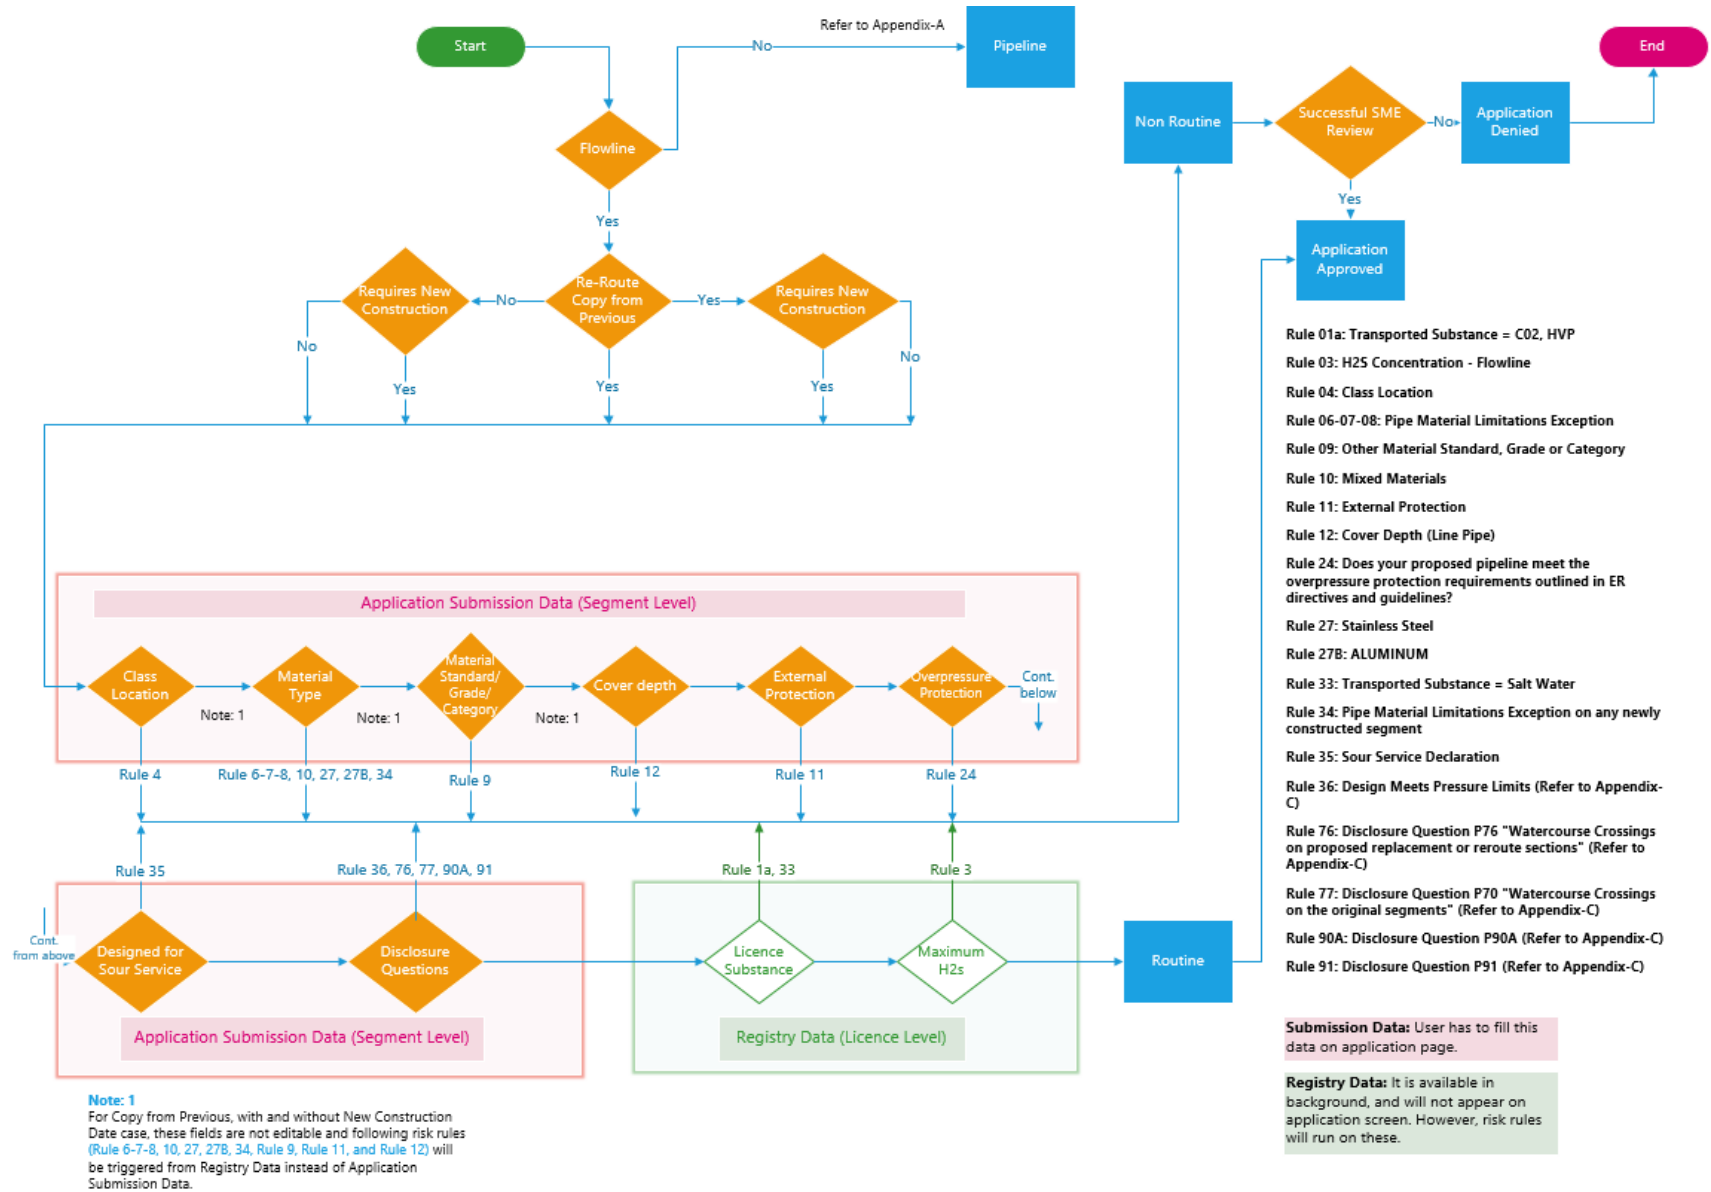 Start
Refer to Appendix-A
No
Pipeline
End
Flowline
Non Routine
Successful SME
Review
No
Application
Denied
Yes
Yes
Application
Approved
Requires New
Construction
No
Re-Route
Copy from
Previous
Yes
Requires New
Construction
No
No
Yes
Yes
Yes
Rule 01a: Transported Substance = C02, HVP
Rule 03: H2S Concentration - Flowline
Rule 04: Class Location
Rule 06-07-08: Pipe Material Limitations Exception
Rule 09: Other Material Standard, Grade or Category
Rule 10: Mixed Materials
Rule 11: External Protection
Rule 12: Cover Depth (Line Pipe)
Rule 24: Does your proposed pipeline meet the
overpressure protection requirements outlined in ER
directives and guidelines?
Rule 27: Stainless Steel
Rule 27B: ALUMINUM
Rule 33: Transported Substance = Salt Water
Rule 34: Pipe Material Limitations Exception on any newly
constructed segment
Rule 35: Sour Service Declaration
Rule 36: Design Meets Pressure Limits (Refer to Appendix-
C)
Rule 76: Disclosure Question P76 "Watercourse Crossings
on proposed replacement or reroute sections" (Refer to
Appendix-C)
Rule 77: Disclosure Question P70 "Watercourse Crossings
on the original segments" (Refer to Appendix-C)
Rule 90A: Disclosure Question P90A (Refer to Appendix-C)
Rule 91: Disclosure Question P91 (Refer to Appendix-C)
Application Submission Data (Segment Level)
Class
Location
Note: 1
Material
Type
Note: 1
Material
Standard/
Grade/
Category
Note: 1
Cover depth
External
Protection
Overpressure
Protection
Cont.
below
Rule 4
Rule 6-7-8, 10, 27, 27B, 34
Rule 9
Rule 12
Rule 11
Rule 24
Rule 35
Rule 36, 76, 77, 90A, 91
Rule 1a, 33
Rule 3
Cont.
from above
Designed for
Sour Service
Disclosure
Questions
Licence
Substance
Maximum
H2s
Routine
Application Submission Data (Segment Level)
Registry Data (Licence Level)
Submission Data: User has to fill this
data on application page.
Registry Data: It is available in
background, and will not appear on
application screen. However, risk rules
will run on these.
Note: 1
For Copy from Previous, with and without New Construction
Date case, these fields are not editable and following risk rules
(Rule 6-7-8, 10, 27, 27B, 34, Rule 9, Rule 11, and Rule 12) will
be triggered from Registry Data instead of Application
Submission Data.